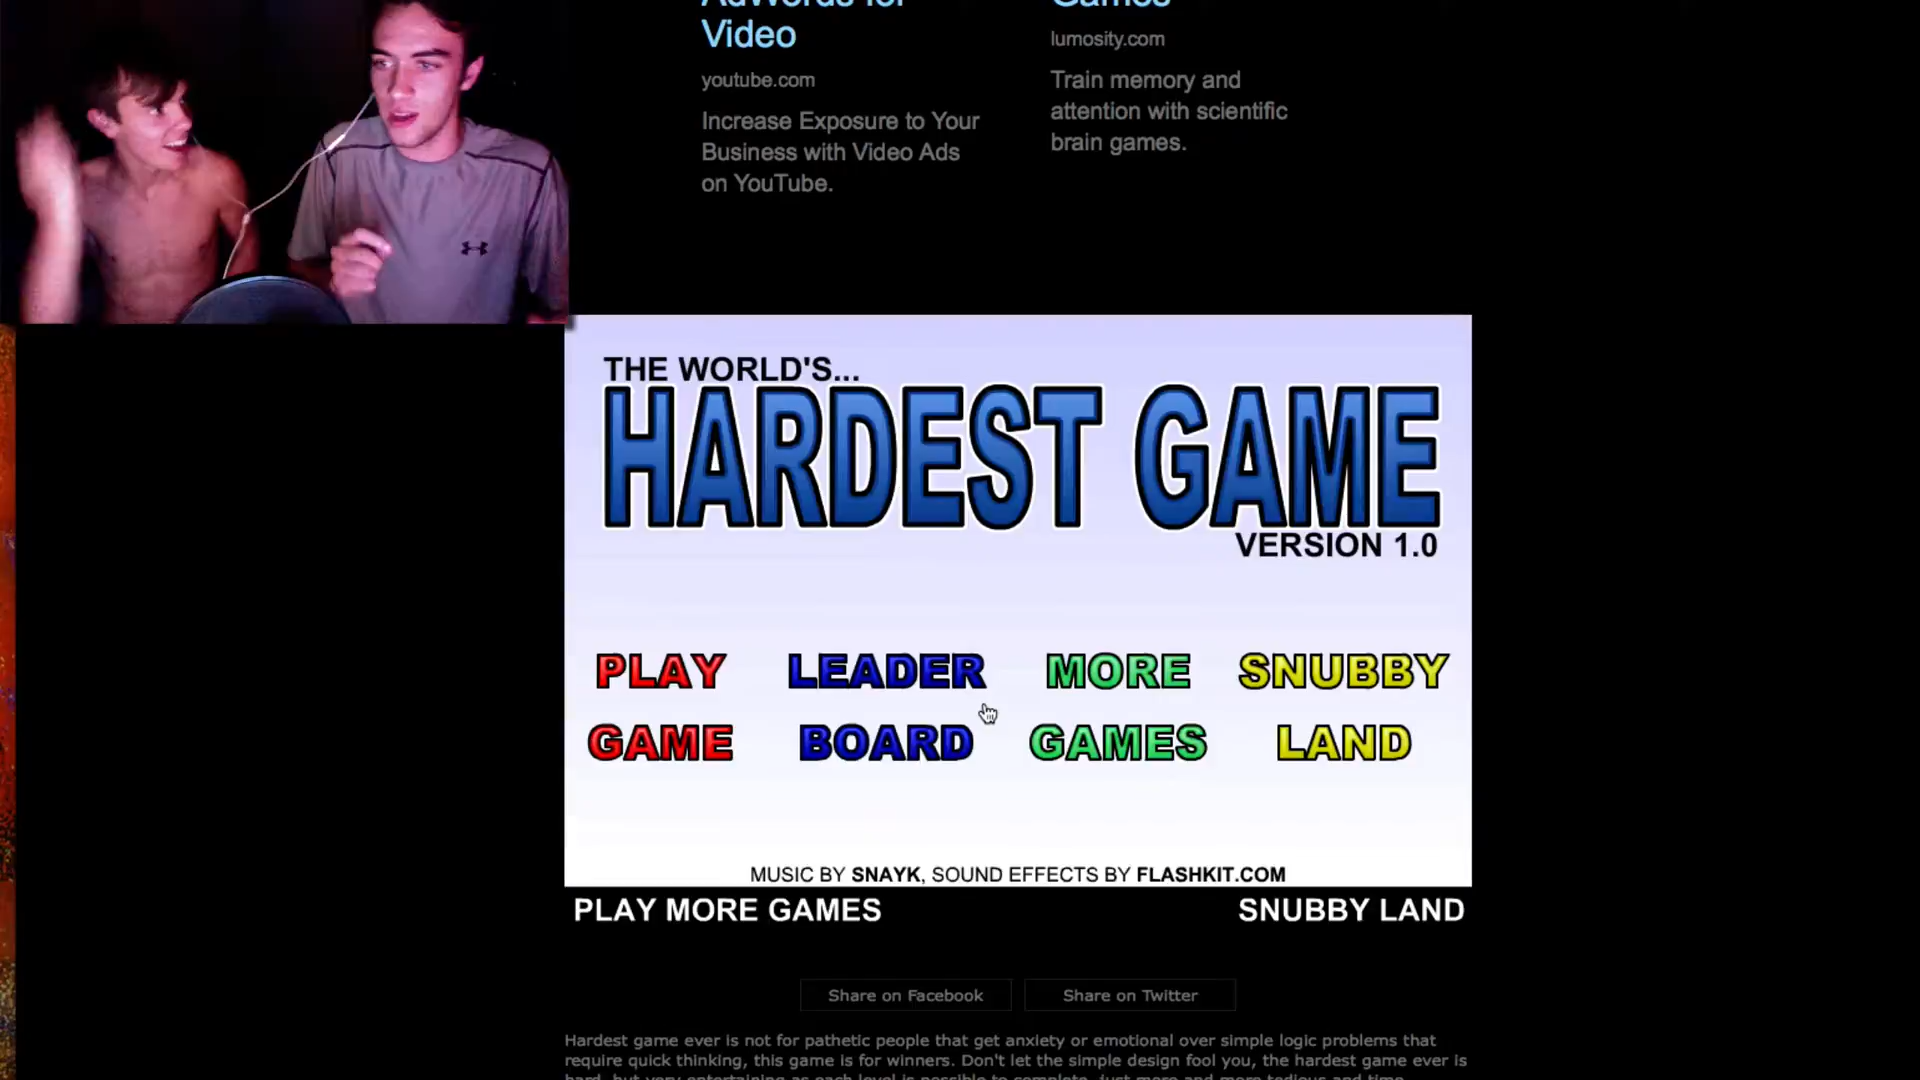 Video
youtube.com
Increase Exposure to Your
Business with Video Ads
on YouTube.
Games
lumosity.com
Train memory and
attention with scientific
brain games.
THE WORLD'S...
HARDEST GAME
VERSION 1.0
PLAY GAME
LEADER BOARD
MORE GAMES
SNUBBY LAND
MUSIC BY SNAYK, SOUND EFFECTS BY FLASHKIT.COM
PLAY MORE GAMES
SNUBBY LAND
Share on Facebook
Share on Twitter
Hardest game ever is not for pathetic people that get anxiety or emotional over simple logic problems that
require quick thinking, this game is for winners. Don't let the simple design fool you, the hardest game ever is